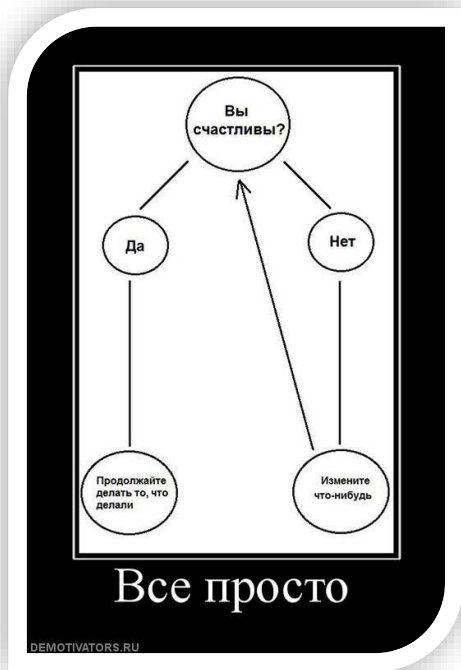 Вы
счастливы?
Да
Нет
Продолжайте
делать то, что
делали
Измените
что-нибудь
Все просто
DEMOTIVATORS.RU